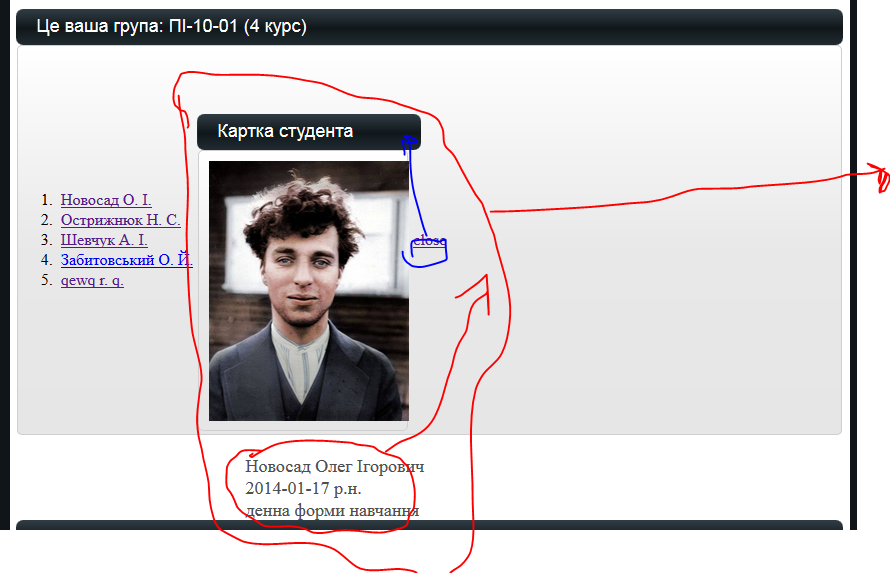 Це ваша група: ПІ-10-01 (4 курс)
Картка студента
1. Новосад О. І.
2. Острижнюк Н. С.
3. Шевчук А. І.
4. Забитовський О. Й.
5. qewq r. q.
close
Новосад Олег Ігорович
2014-01-17 р.н.
денна форми навчання